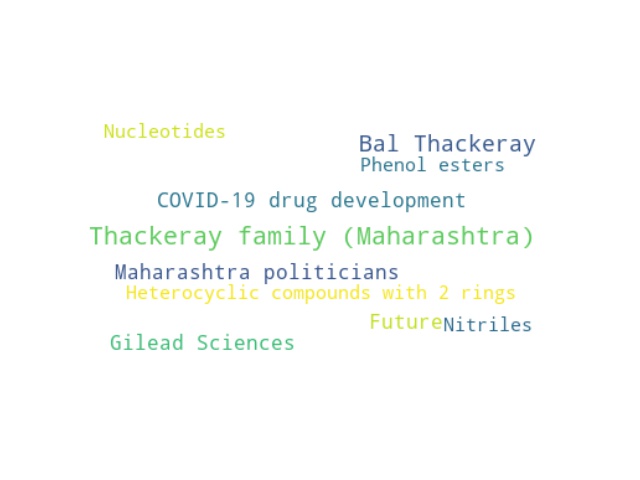 Nucleotides
Bal Thackeray
Phenol esters
COVID-19 drug development
Thackeray family (Maharashtra)
Maharashtra politicians
Heterocyclic compounds with 2 rings
Future
Nitriles
Gilead Sciences